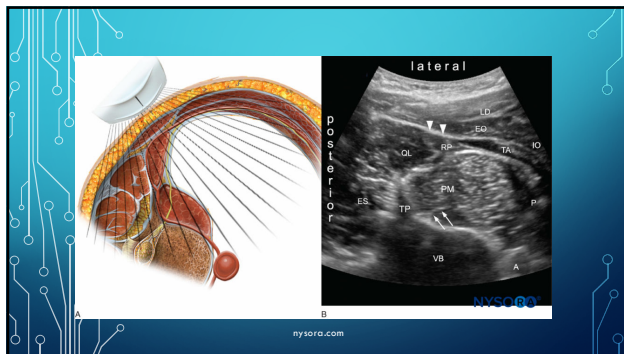 lateral
posterior
LD
EO
IO
TA
RP
QL
PM
P
ES
TP
VB
A
NYSORA
A
B
nysora.com